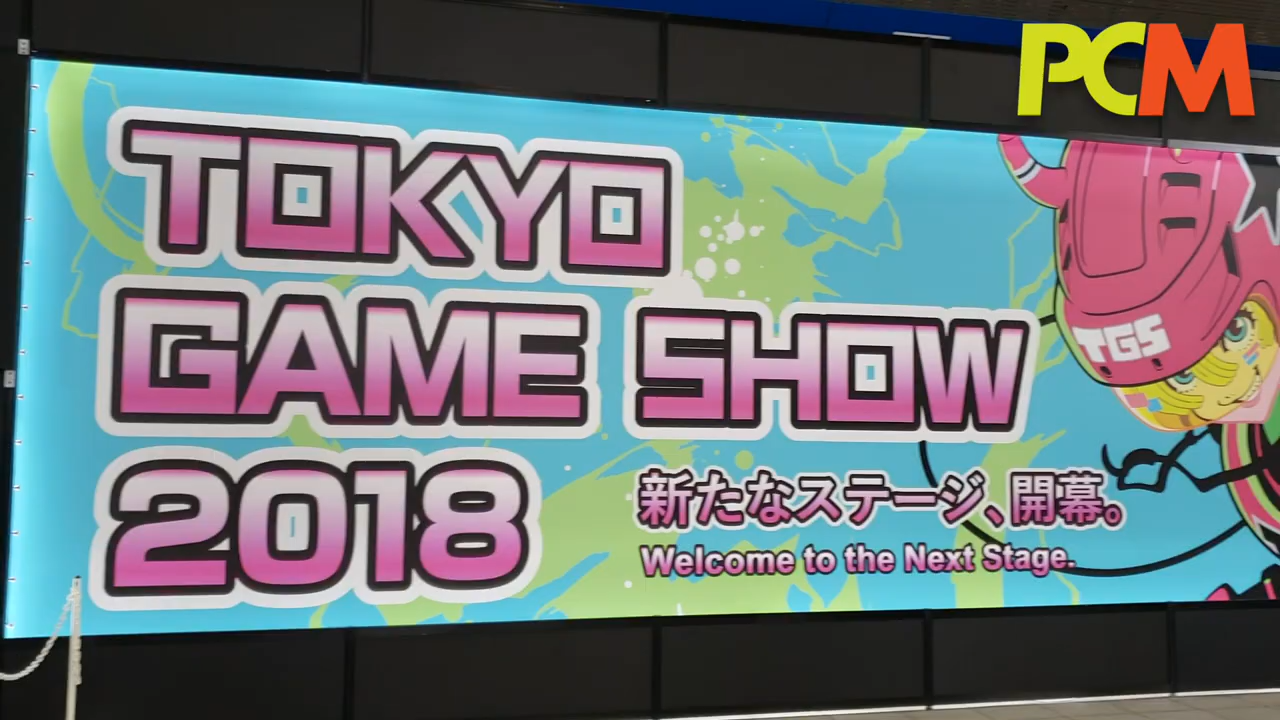 PCM
TOKYO
GAME SHOW
2018
TGS
新たなステージ、開幕。
Welcome to the Next Stage.